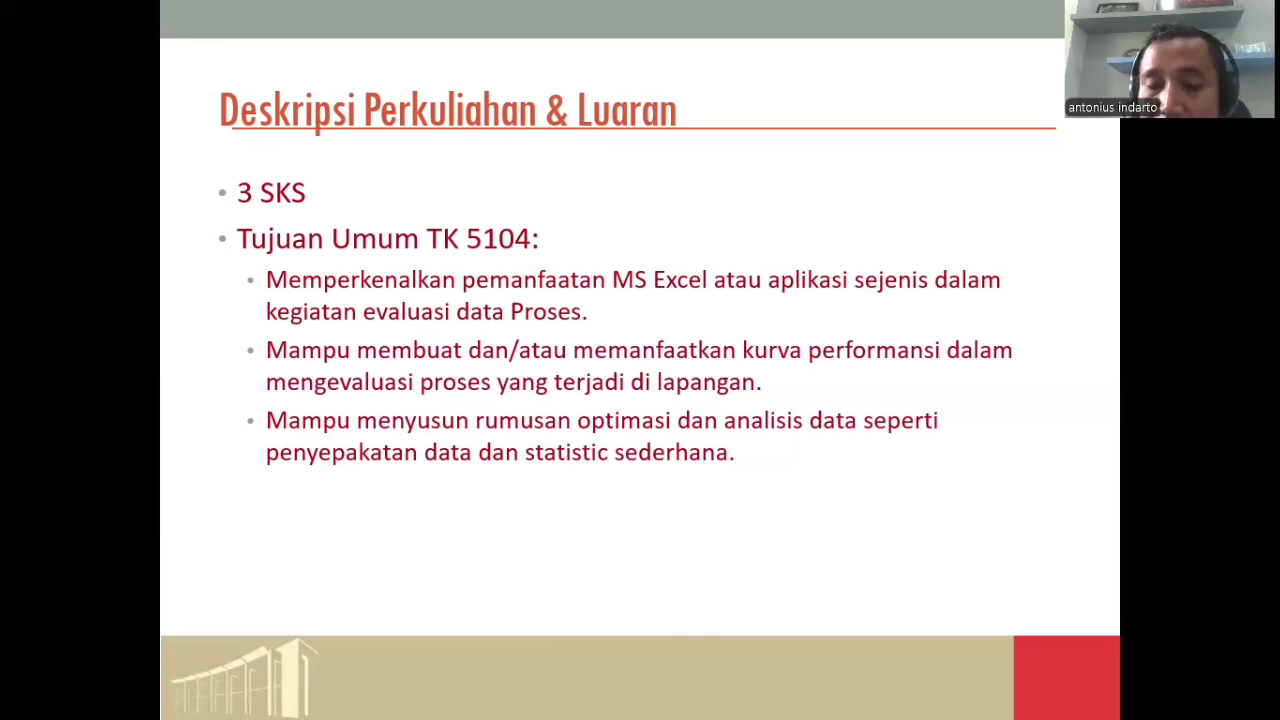 Deskripsi Perkuliahan & Luaran
antonius indarto
• 3 SKS
• Tujuan Umum TK 5104:
• Memperkenalkan pemanfaatan MS Excel atau aplikasi sejenis dalam
kegiatan evaluasi data Proses.
• Mampu membuat dan/atau memanfaatkan kurva performansi dalam
mengevaluasi proses yang terjadi di lapangan.
• Mampu menyusun rumusan optimasi dan analisis data seperti
penyepakatan data dan statistic sederhana.